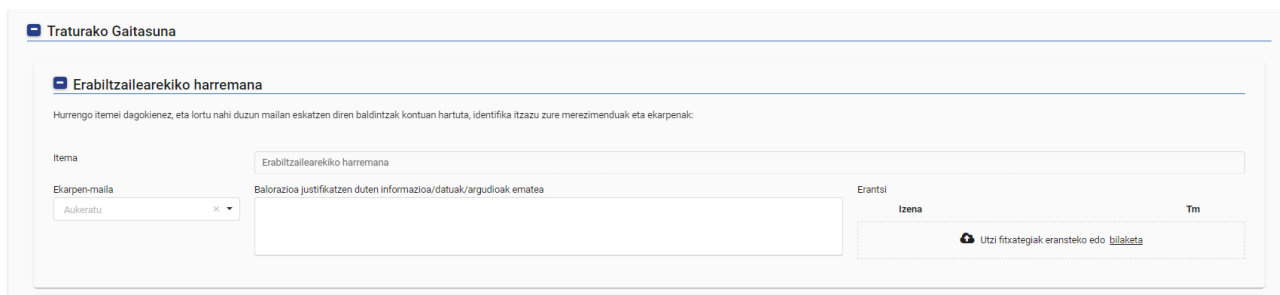 Traturako Gaitasuna
Erabiltzailearekiko harremana
Hurrengo itemei dagokienez, eta lortu nahi duzun mailan eskatzen diren baldintzak kontuan hartuta, identifika itzazu zure merezimenduak eta ekarpenak:
Itema
Erabiltzailearekiko harremana
Ekarpen-maila
Balorazioa justifikatzen duten informazioa/datuak/argudioak ematea
Erantsi
Aukeratu
Izena Tm
Utzi fitxategiak eransteko edo bilaketa